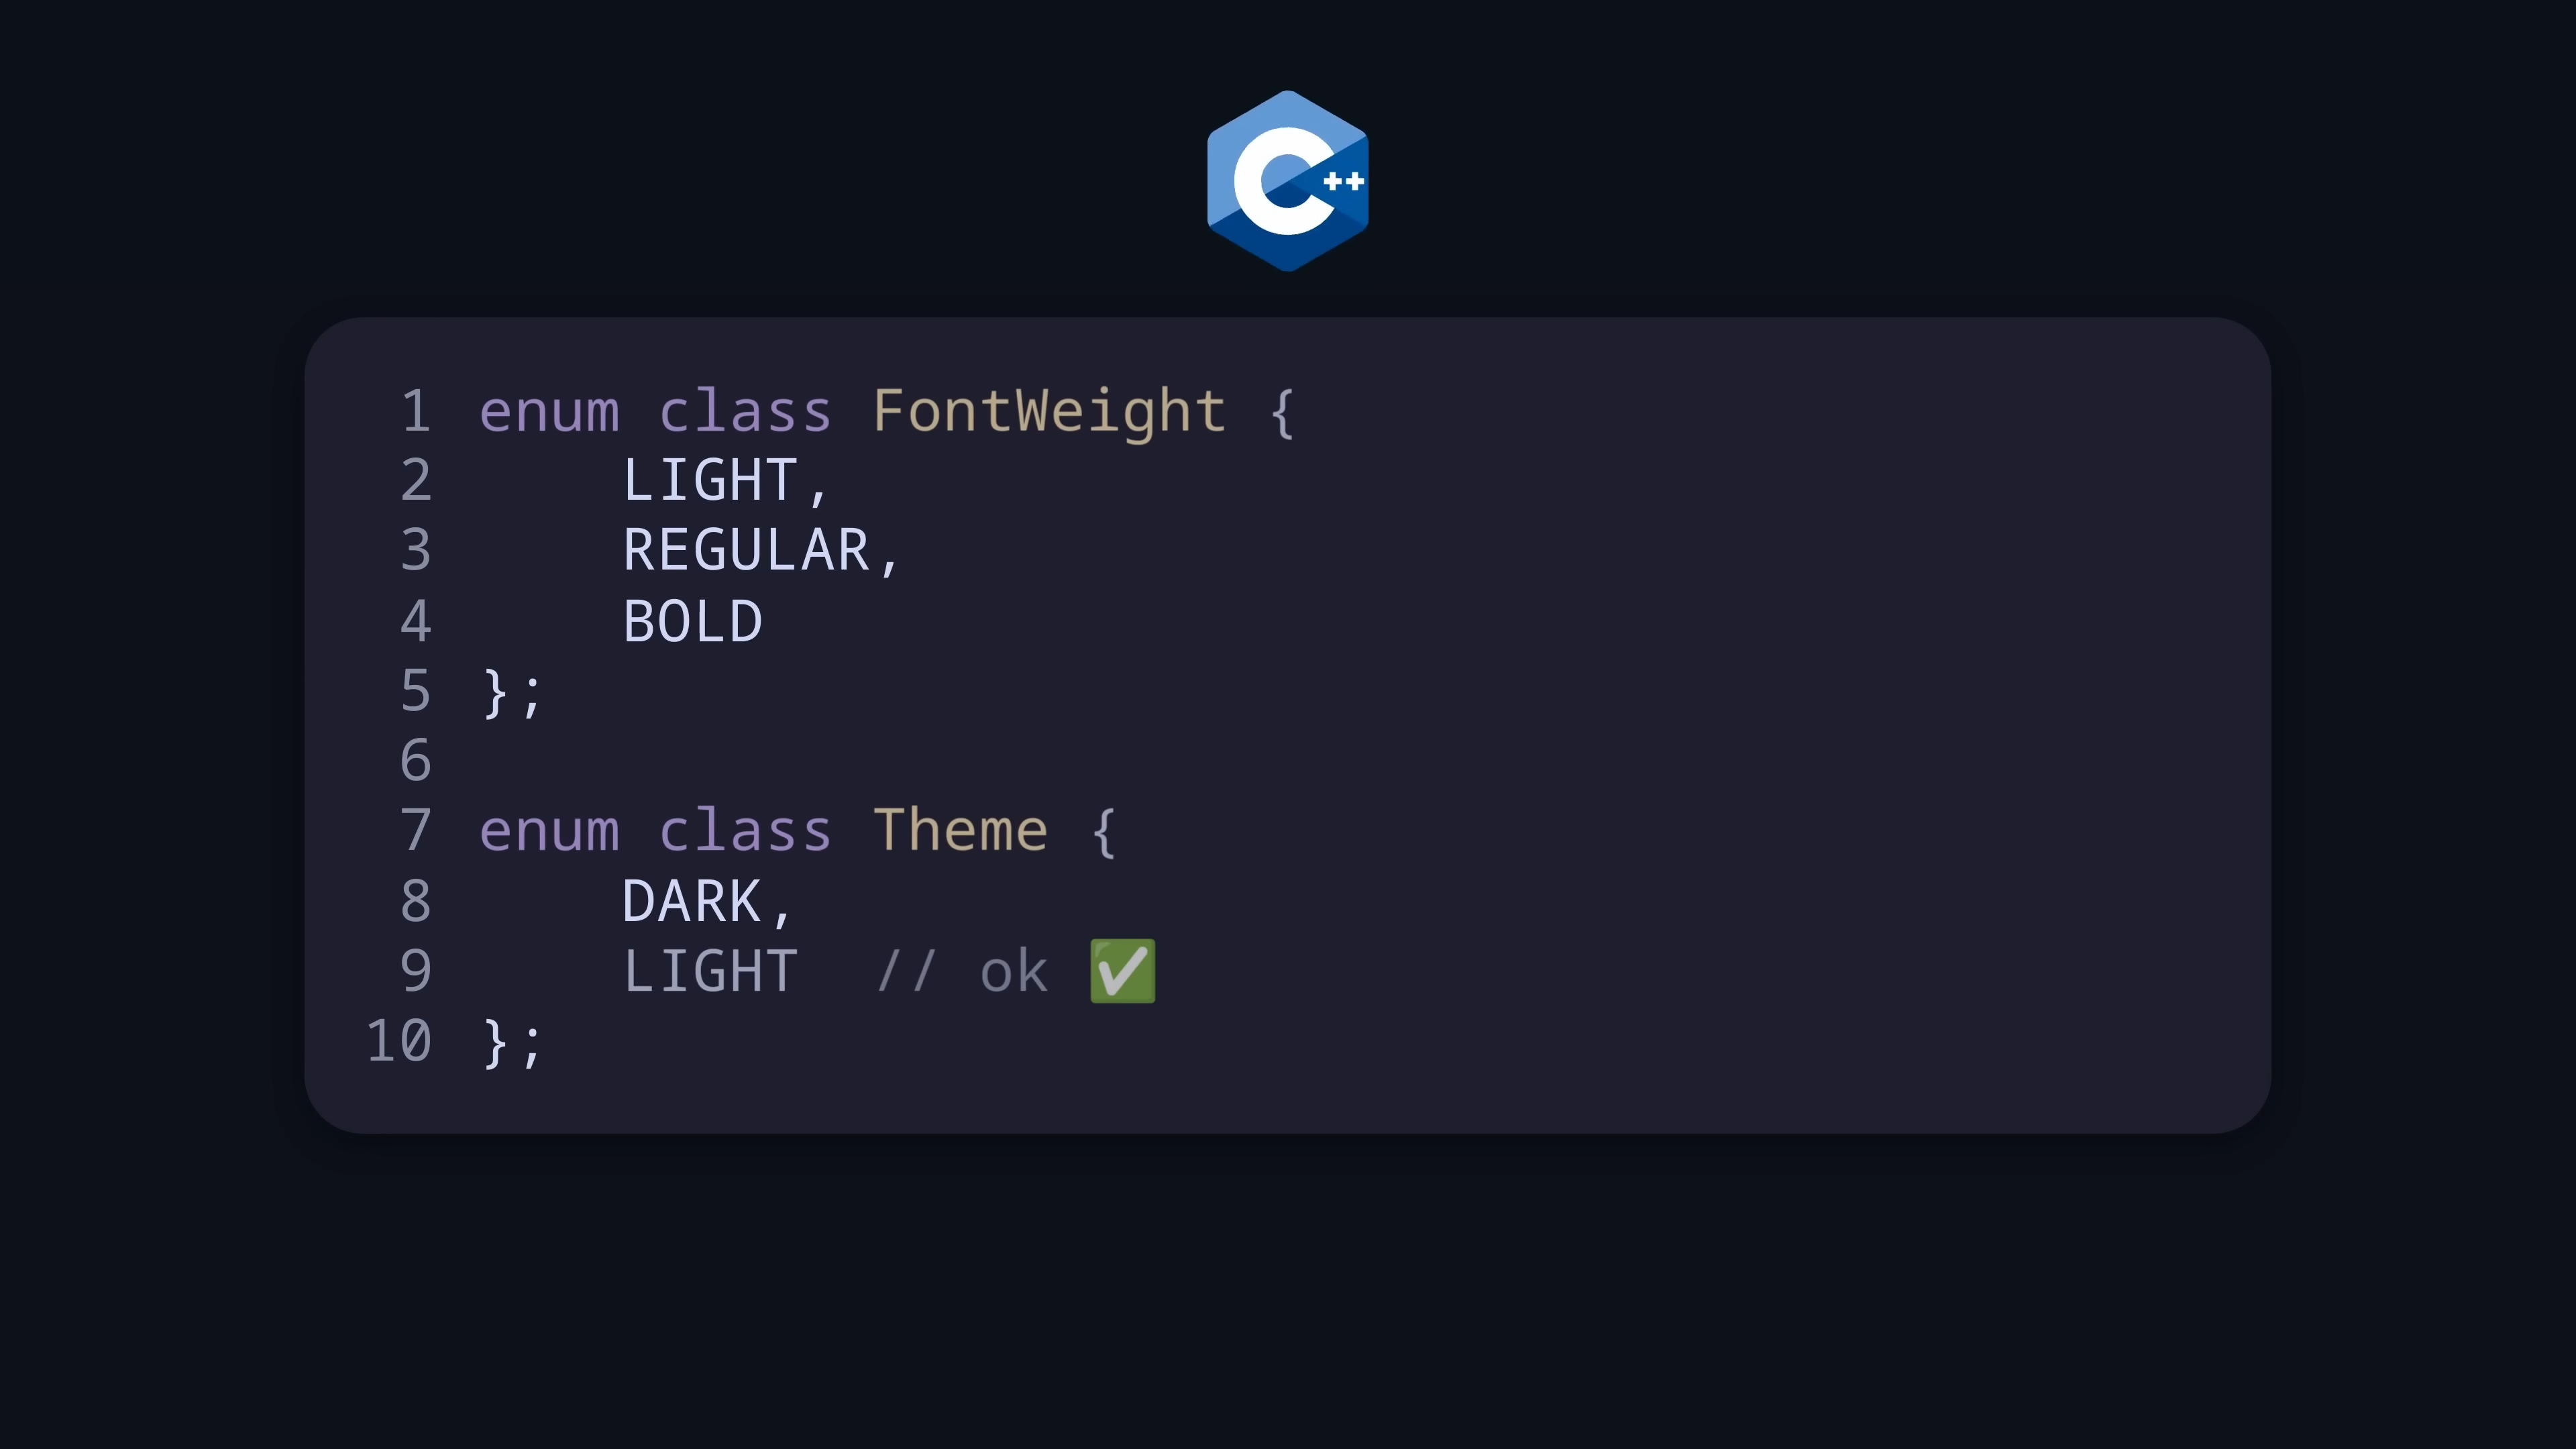 C++
1 enum class FontWeight {
2     LIGHT,
3     REGULAR,
4     BOLD
5 };
6
7 enum class Theme {
8     DARK,
9     LIGHT  // ok ✅
10 };